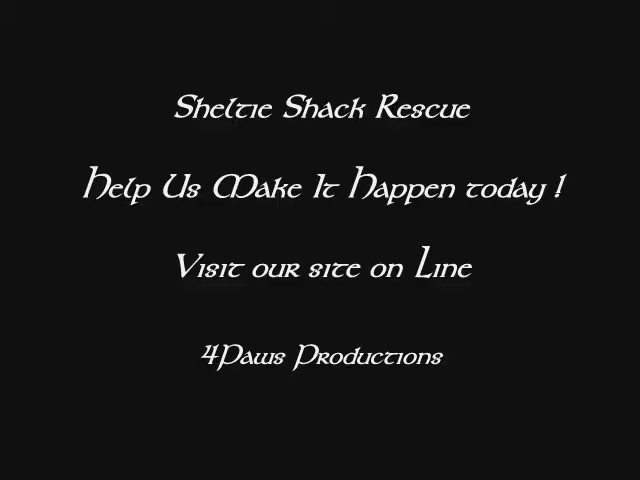 Sheltie Shack Rescue
Help Us Make It Happen today !
Visit our site on Line
4Paws Productions